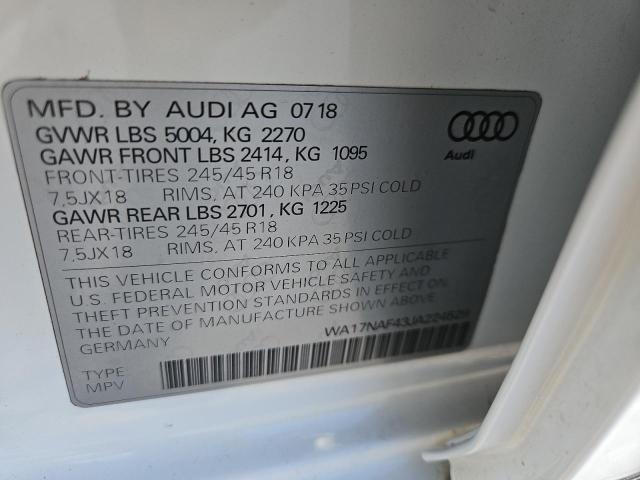 MFD. BY AUDI AG 07 18
GVWR LBS 5004, KG 2270
GAWR FRONT LBS 2414, KG 1095
FRONT-TIRES 245/45 R18
7,5JX18 RIMS, AT 240 KPA 35 PSI COLD
GAWR REAR LBS 2701, KG 1225
REAR-TIRES 245/45 R18
7,5JX18 RIMS, AT 240 KPA 35 PSI COLD
Audi
THIS VEHICLE CONFORMS TO ALL APPLICABLE
U.S. FEDERAL MOTOR VEHICLE SAFETY AND
THEFT PREVENTION STANDARDS IN EFFECT ON
THE DATE OF MANUFACTURE SHOWN ABOVE.
GERMANY
WA17NAF43JA224629
TYPE
MPV